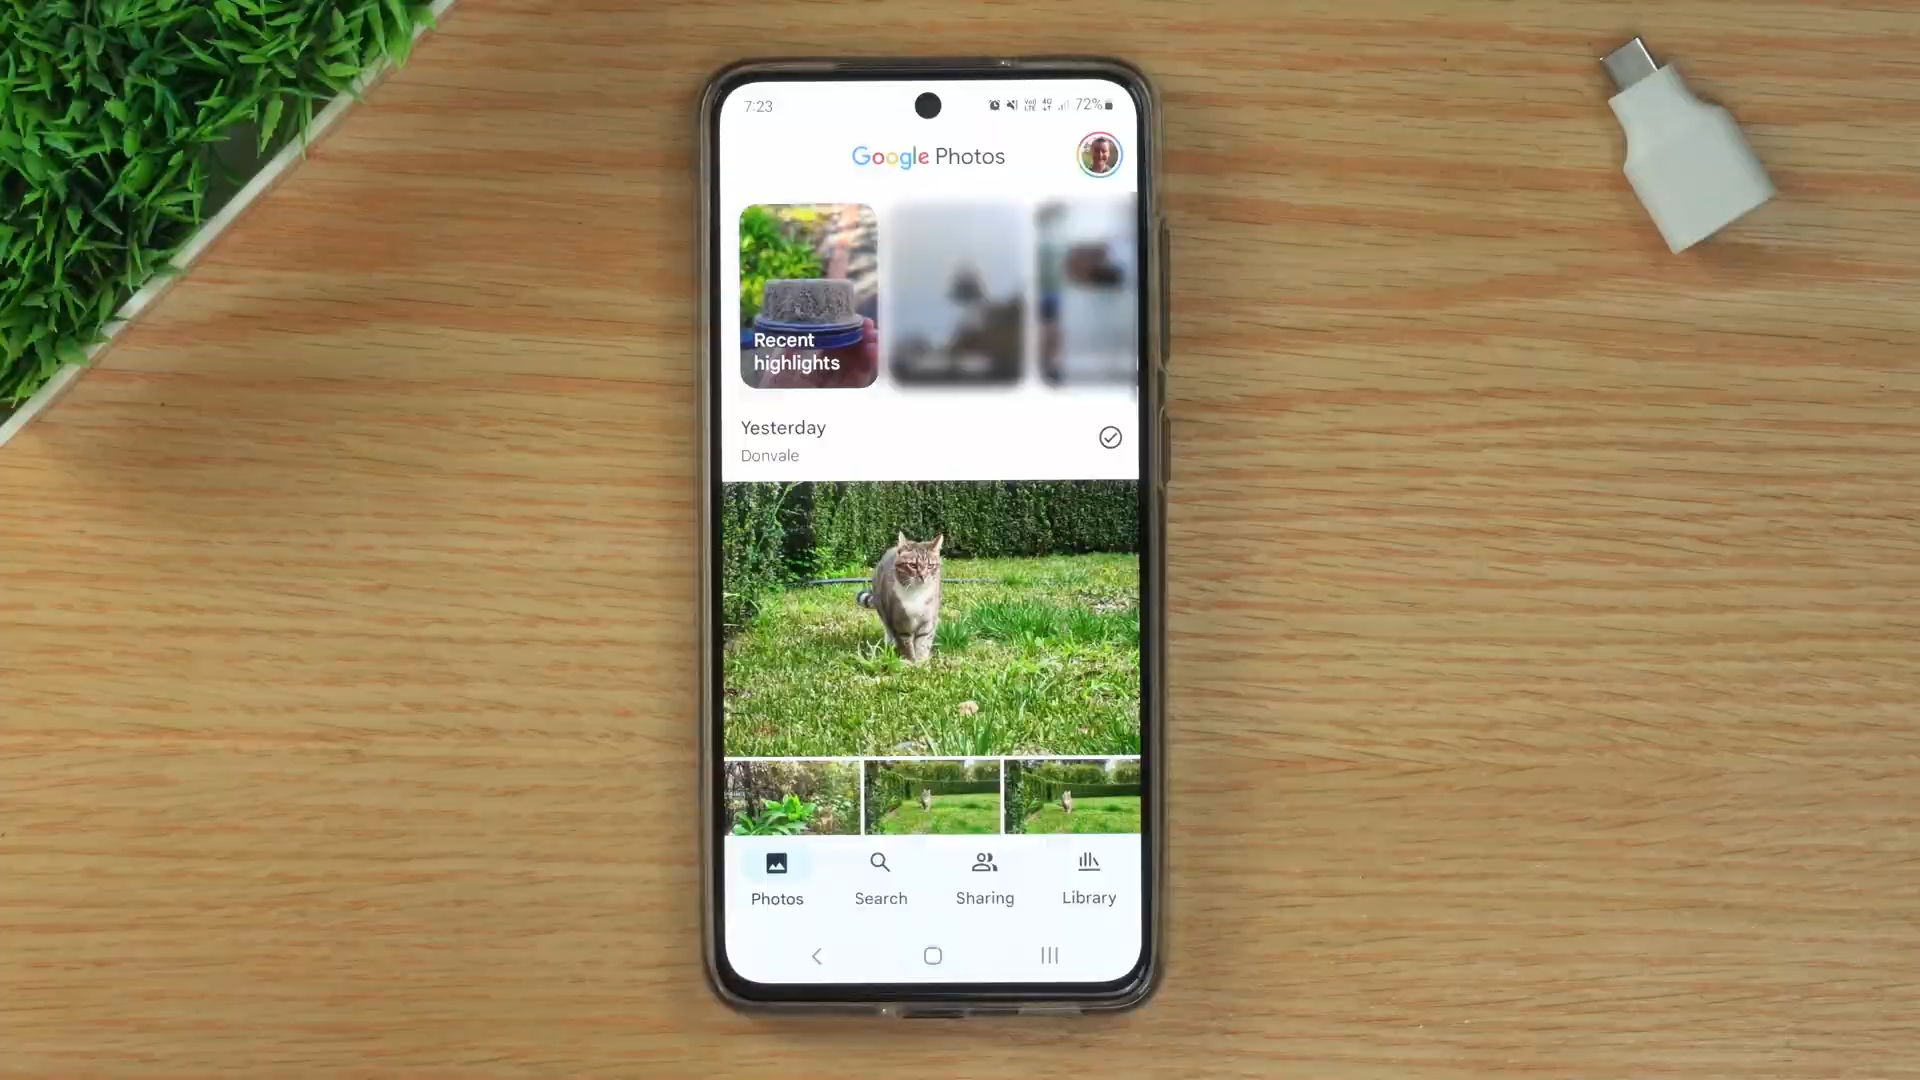 7:23
72%
Google Photos
Recent
highlights
Yesterday
Donvale
Photos
Search
Sharing
Library